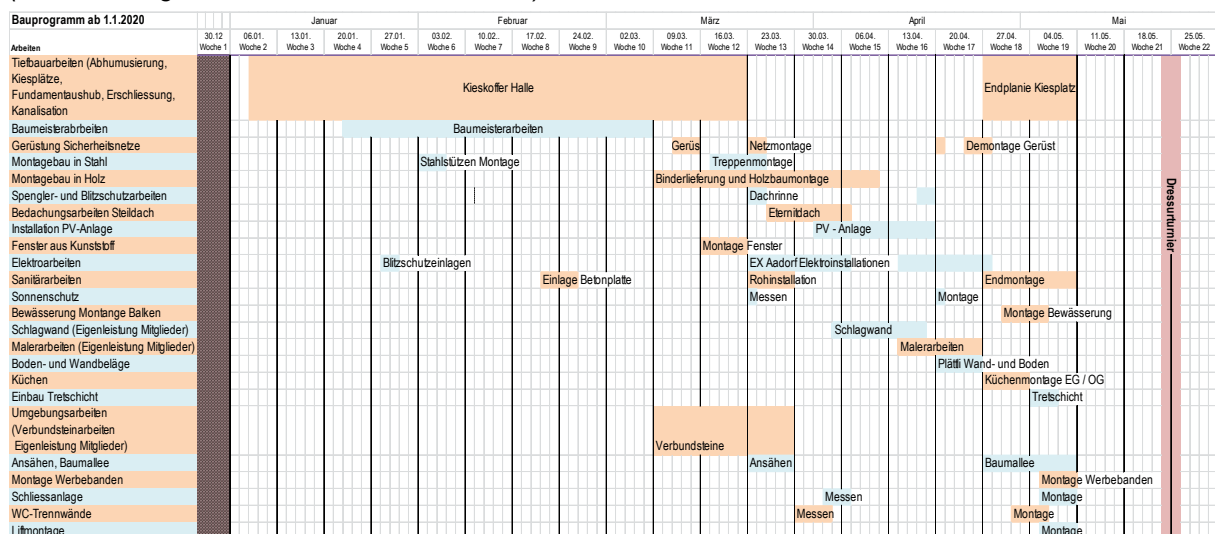 Bauprogramm ab 1.1.2020 Januar Februar März April Mai
30.12 06.01. 13.01. 20.01. 27.01. 03.02. 10.02.. 17.02. 24.02. 02.03. 09.03. 16.03. 23.03. 30.03. 06.04. 13.04. 20.04. 27.04. 04.05. 11.05. 18.05. 25.05.
Arbeiten Woche 1 Woche 2 Woche 3 Woche 4 Woche 5 Woche 6 Woche 7 Woche 8 Woche 9 Woche 10 Woche 11 Woche 12 Woche 13 Woche 14 Woche 15 Woche 16 Woche 17 Woche 18 Woche 19 Woche 20 Woche 21 Woche 22
Tiefbauarbeiten (Abhumusierung,
Kiesplätze,
Fundamentaushub, Erschliessung,
Kanalisation
Kieskoffer Halle Endplanie Kiesplatz
Baumeisterabrbeiten Baumeisterarbeiten
Gerüstung Sicherheitsnetze Gerüs Netzmontage Demontage Gerüst
Montagebau in Stahl Stahlstützen Montage Treppenmontage
Montagebau in Holz Binderlieferung und Holzbaumontage
Spengler- und Blitzschutzarbeiten Dachrinne
Bedachungsarbeiten Steildach Eternitdach
Installation PV-Anlage PV - Anlage
Fenster aus Kunststoff Montage Fenster
Elektroarbeiten Blitzschutzeinlagen EX Aadorf Elektroinstallationen
Sanitärarbeiten Einlage Betonplatte Rohinstallation Endmontage
Sonnenschutz Messen Montage
Bewässerung Montange Balken Montage Bewässerung
Schlagwand (Eigenleistung Mitglieder) Schlagwand
Malerarbeiten (Eigenleistung Mitglieder) Malerarbeiten
Boden- und Wandbeläge Plättli Wand- und Boden
Küchen Küchenmontage EG / OG
Einbau Tretschicht Tretschicht
Umgebungsarbeiten
(Verbundsteinarbeiten
Eigenleistung Mitglieder) Verbundsteine
Ansähen, Baumallee Ansähen Baumallee
Montage Werbebanden Montage Werbebanden
Schliessanlage Messen Montage
WC-Trennwände Messen Montage
Liftmontage Montage
Dressurturnier